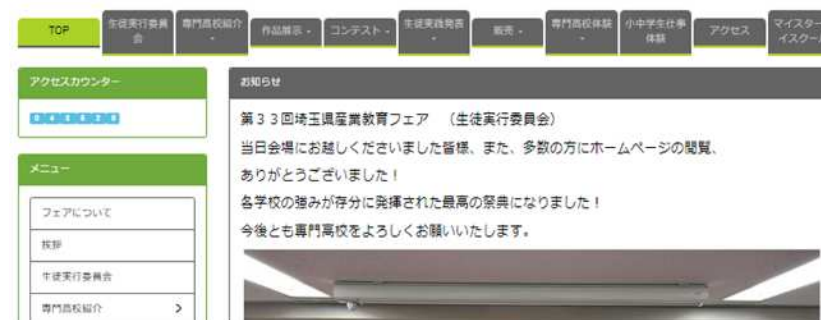 TOP
生徒実行委員
会
専門高校紹介
作品展示
コンテスト
生徒実践発表
販売
専門高校体験
小中学生仕事
体験
アクセス
マイスター
イスクール
アクセスカウンター
お知らせ
第３３回埼玉県産業教育フェア （生徒実行委員会）
当日会場にお越しくださいました皆様、また、多数の方にホームページの閲覧、
ありがとうございました！
各学校の強みが存分に発揮された最高の祭典になりました！
今後とも専門高校をよろしくお願いいたします。
メニュー
フェアについて
挨拶
生徒実行委員会
専門高校紹介